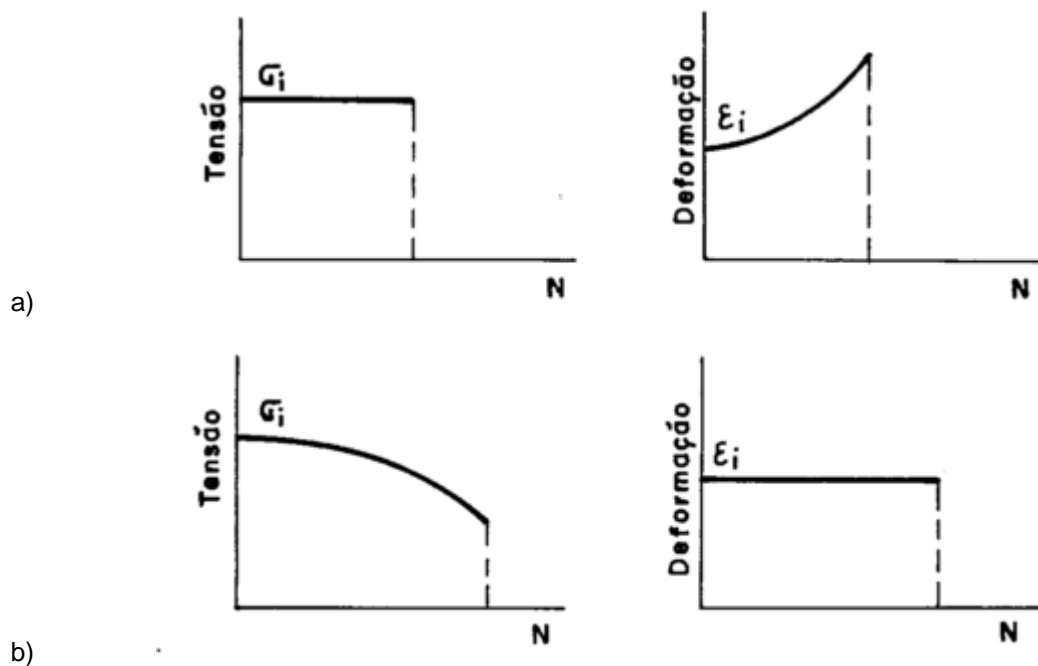 Tensão
σi
N
Deformação
εi
N
a)
Tensão
σi
N
Deformação
εi
N
b)